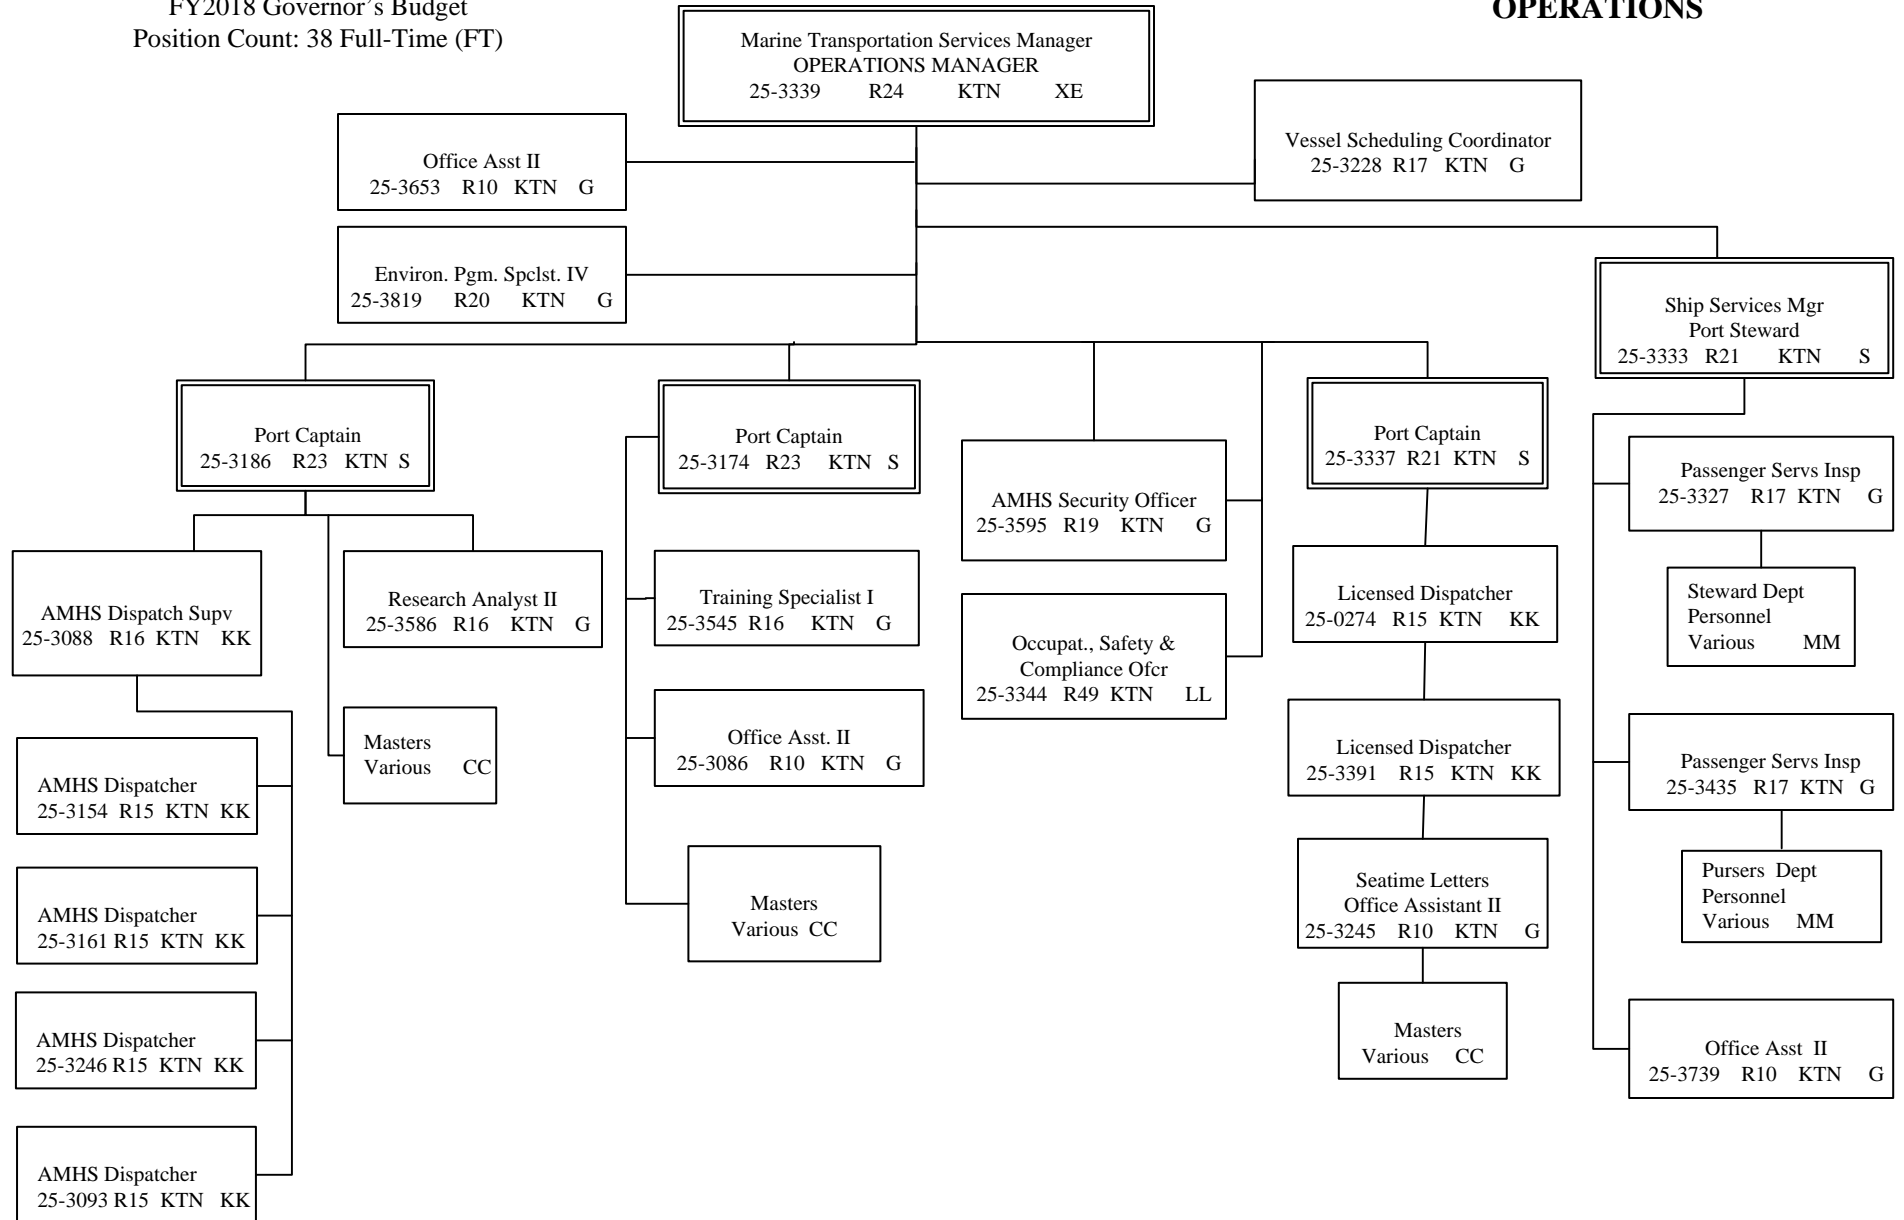 FY2018 Governor's Budget
Position Count: 38 Full-Time (FT)
OPERATIONS
Marine Transportation Services Manager
OPERATIONS MANAGER
25-3339 R24 KTN XE
Office Asst II
25-3653 R10 KTN G
Vessel Scheduling Coordinator
25-3228 R17 KTN G
Environ. Pgm. Spclst. IV
25-3819 R20 KTN G
Ship Services Mgr
Port Steward
25-3333 R21 KTN S
Port Captain
25-3186 R23 KTN S
Port Captain
25-3174 R23 KTN S
Port Captain
25-3337 R21 KTN S
AMHS Security Officer
25-3595 R19 KTN G
Passenger Servs Insp
25-3327 R17 KTN G
AMHS Dispatch Supv
25-3088 R16 KTN KK
Research Analyst II
25-3586 R16 KTN G
Training Specialist I
25-3545 R16 KTN G
Occupat., Safety &
Compliance Ofcr
25-3344 R49 KTN LL
Licensed Dispatcher
25-0274 R15 KTN KK
Steward Dept
Personnel
Various MM
Masters
Various CC
Office Asst. II
25-3086 R10 KTN G
Licensed Dispatcher
25-3391 R15 KTN KK
Passenger Servs Insp
25-3435 R17 KTN G
AMHS Dispatcher
25-3154 R15 KTN KK
AMHS Dispatcher
25-3161 R15 KTN KK
Masters
Various CC
Seatime Letters
Office Assistant II
25-3245 R10 KTN G
Pursers Dept
Personnel
Various MM
AMHS Dispatcher
25-3246 R15 KTN KK
Masters
Various CC
Office Asst II
25-3739 R10 KTN G
AMHS Dispatcher
25-3093 R15 KTN KK